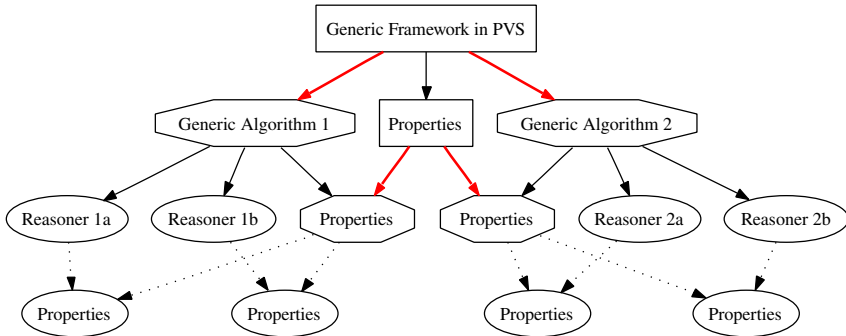 Generic Framework in PVS
Generic Algorithm 1
Properties
Generic Algorithm 2
Reasoner 1a
Reasoner 1b
Properties
Properties
Reasoner 2a
Reasoner 2b
Properties
Properties
Properties
Properties